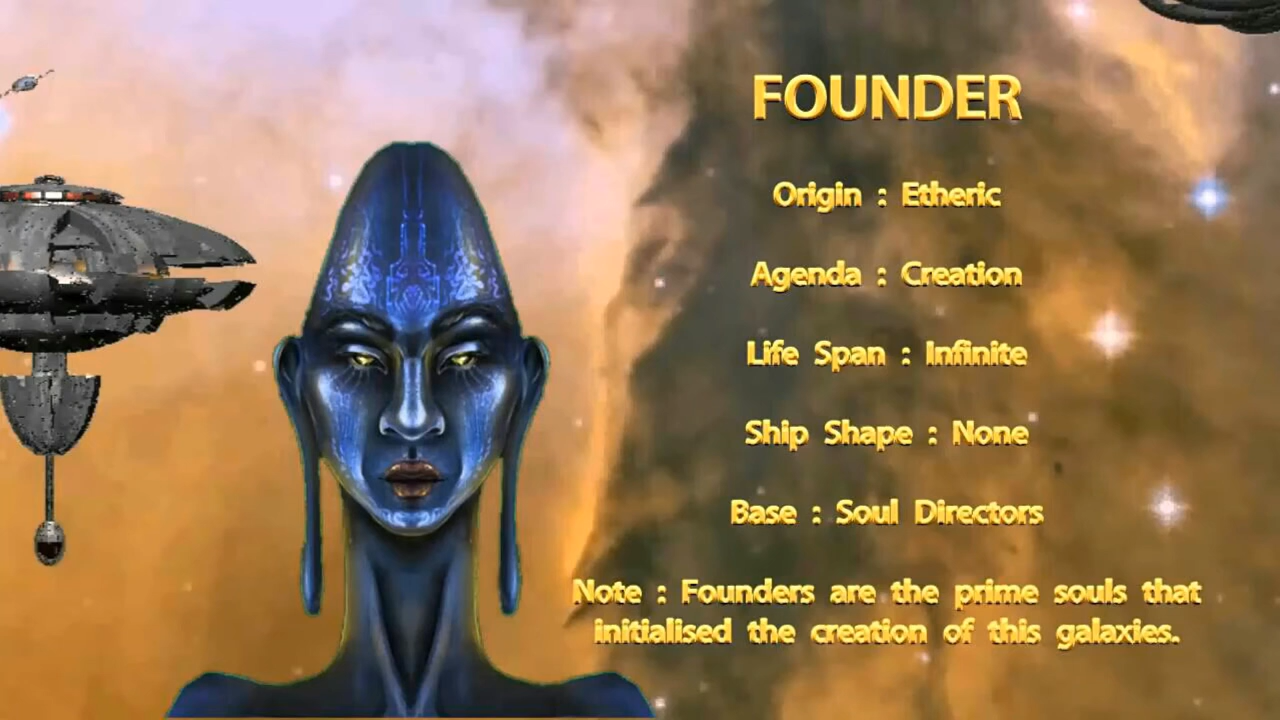 FOUNDER
Origin : Etheric
Agenda : Creation
Life Span : Infinite
Ship Shape : None
Base : Soul Directors
Note : Founders are the prime souls that
initialised the creation of this galaxies.